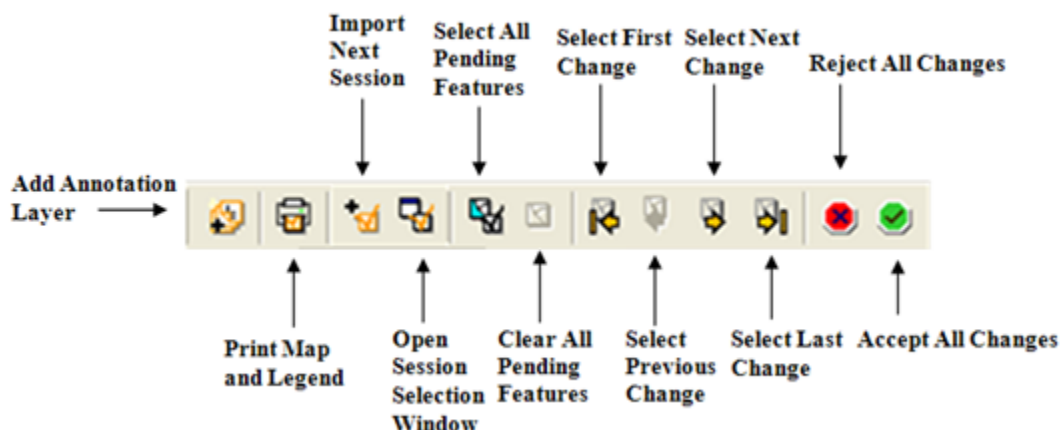 Import
Next
Session
Select All
Pending
Features
Select First
Change
Select Next
Change
Reject All Changes
Add Annotation
Layer
Print Map
and Legend
Open
Session
Selection
Window
Clear All
Pending
Features
Select
Previous
Change
Select Last
Change
Accept All Changes